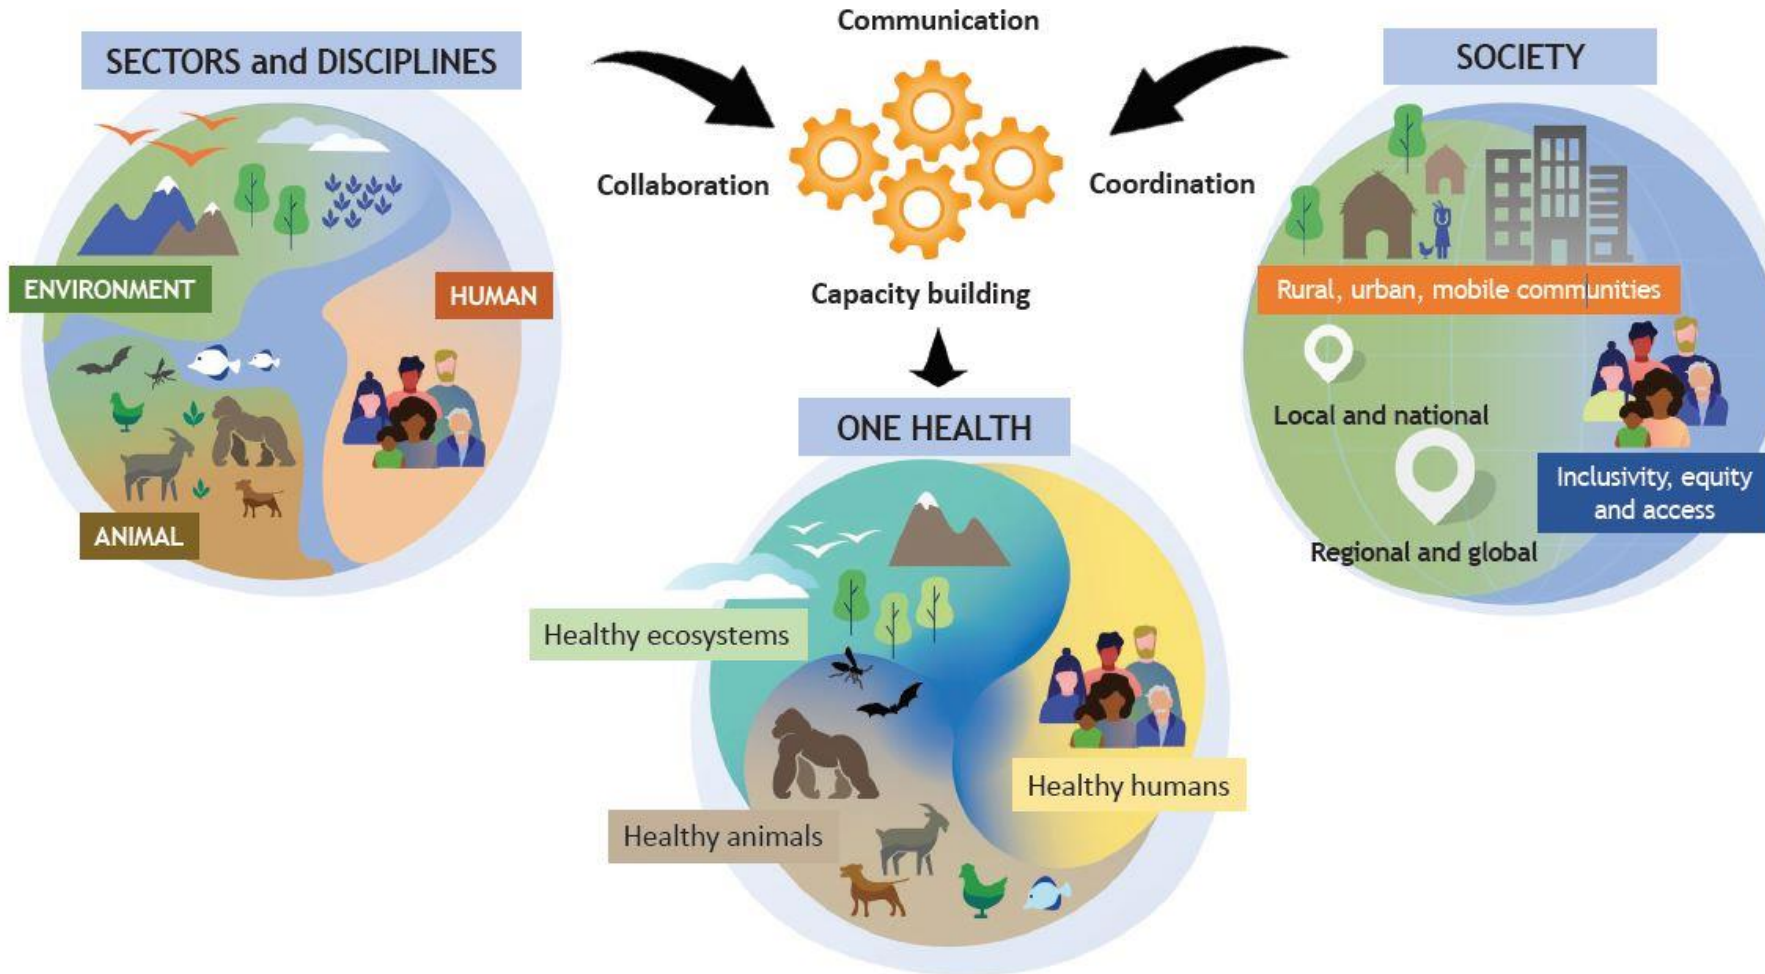 SECTORS and DISCIPLINES
Communication
SOCIETY
Collaboration
Coordination
ENVIRONMENT
HUMAN
Capacity building
Rural, urban, mobile communities
ONE HEALTH
Local and national
Inclusivity, equity
and access
ANIMAL
Regional and global
Healthy ecosystems
Healthy humans
Healthy animals